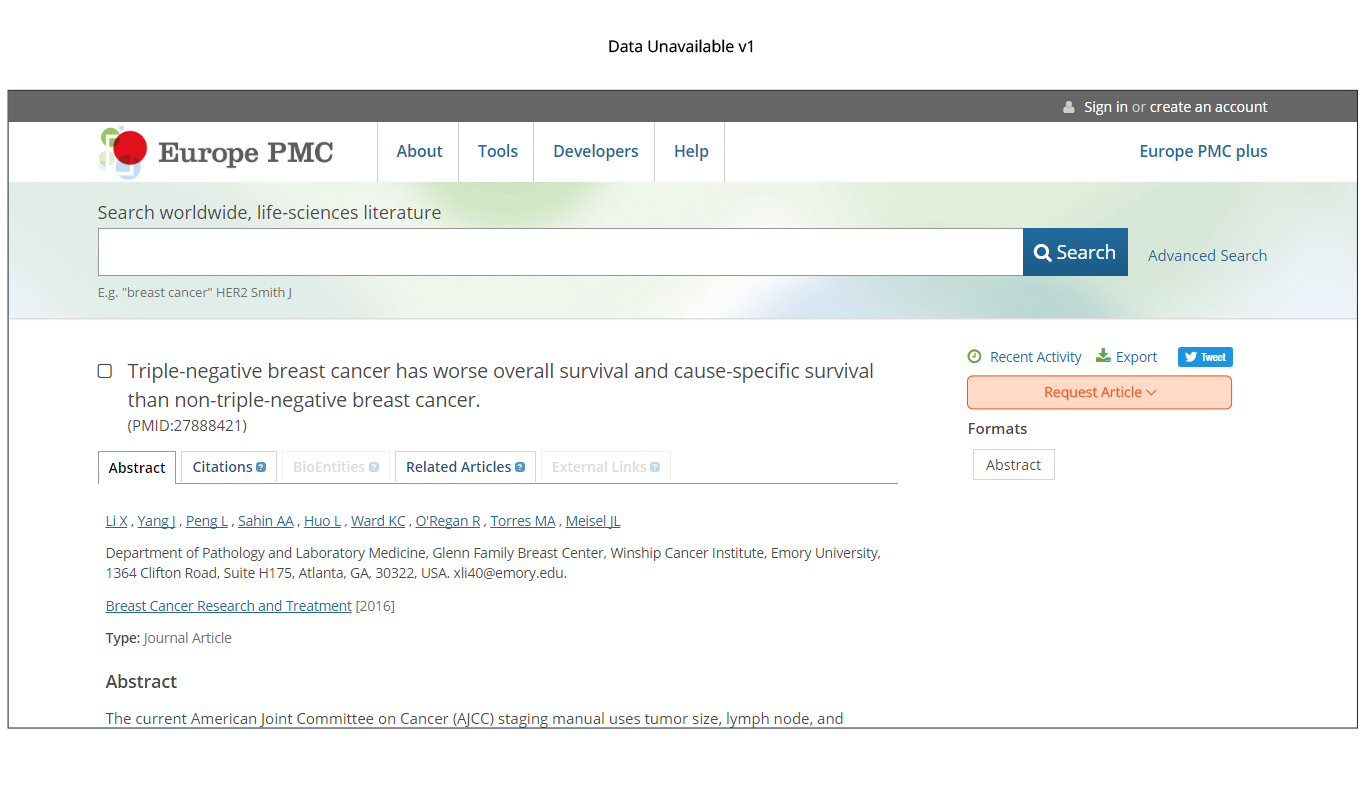 Data Unavailable v1
Sign in or create an account
Europe PMC
About
Tools
Developers
Help
Europe PMC plus
Search worldwide, life-sciences literature
Search
Advanced Search
E.g. "breast cancer" HER2 Smith J
Triple-negative breast cancer has worse overall survival and cause-specific survival
than non-triple-negative breast cancer.
(PMID:27888421)
Recent Activity
Export
Tweet
Request Article
Formats
Abstract
Abstract
Citations ?
BioEntities ?
Related Articles ?
External Links ?
Li X , Yang J , Peng L , Sahin AA , Huo L , Ward KC , O'Regan R , Torres MA , Meisel JL
Department of Pathology and Laboratory Medicine, Glenn Family Breast Center, Winship Cancer Institute, Emory University,
1364 Clifton Road, Suite H175, Atlanta, GA, 30322, USA. xli40@emory.edu.
Breast Cancer Research and Treatment [2016]
Type: Journal Article
Abstract
The current American Joint Committee on Cancer (AJCC) staging manual uses tumor size, lymph node, and